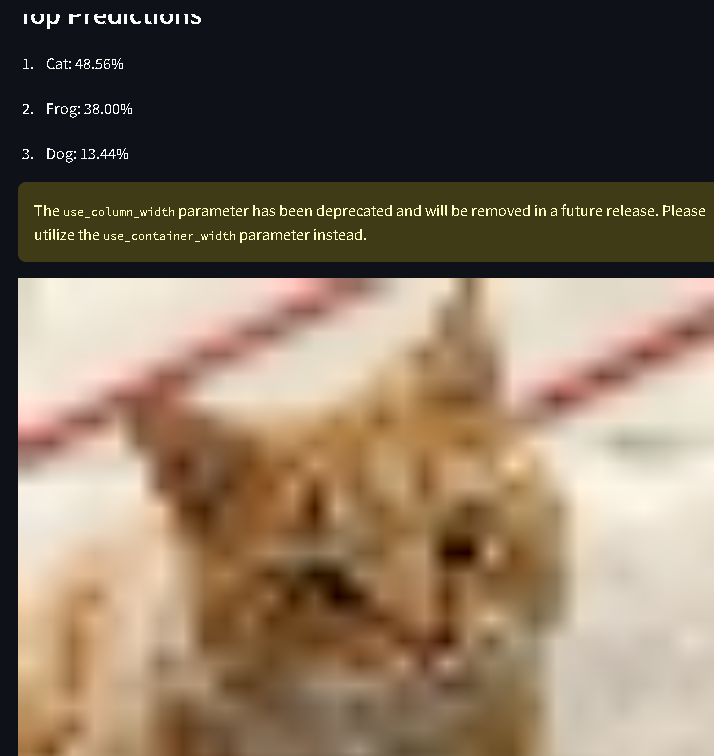 Top Predictions
1. Cat: 48.56%
2. Frog: 38.00%
3. Dog: 13.44%
The use_column_width parameter has been deprecated and will be removed in a future release. Please
utilize the use_container_width parameter instead.